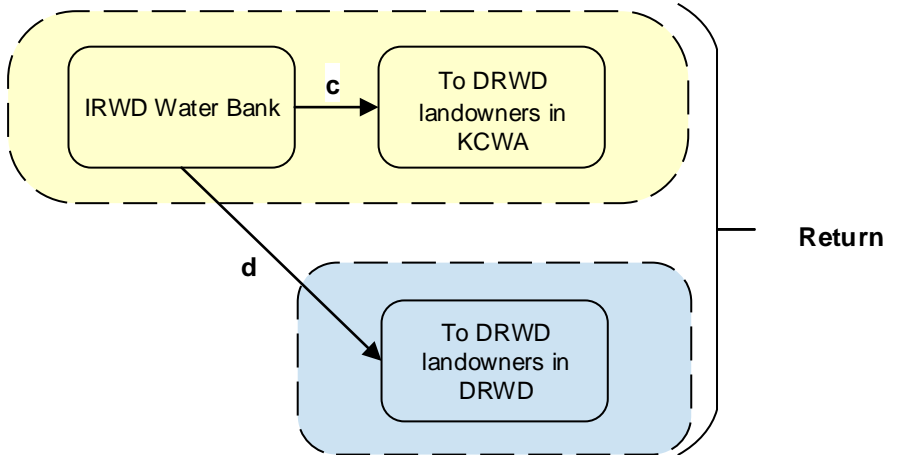 IRWD Water Bank
c
To DRWD
landowners in
KCWA
Return
d
To DRWD
landowners in
DRWD